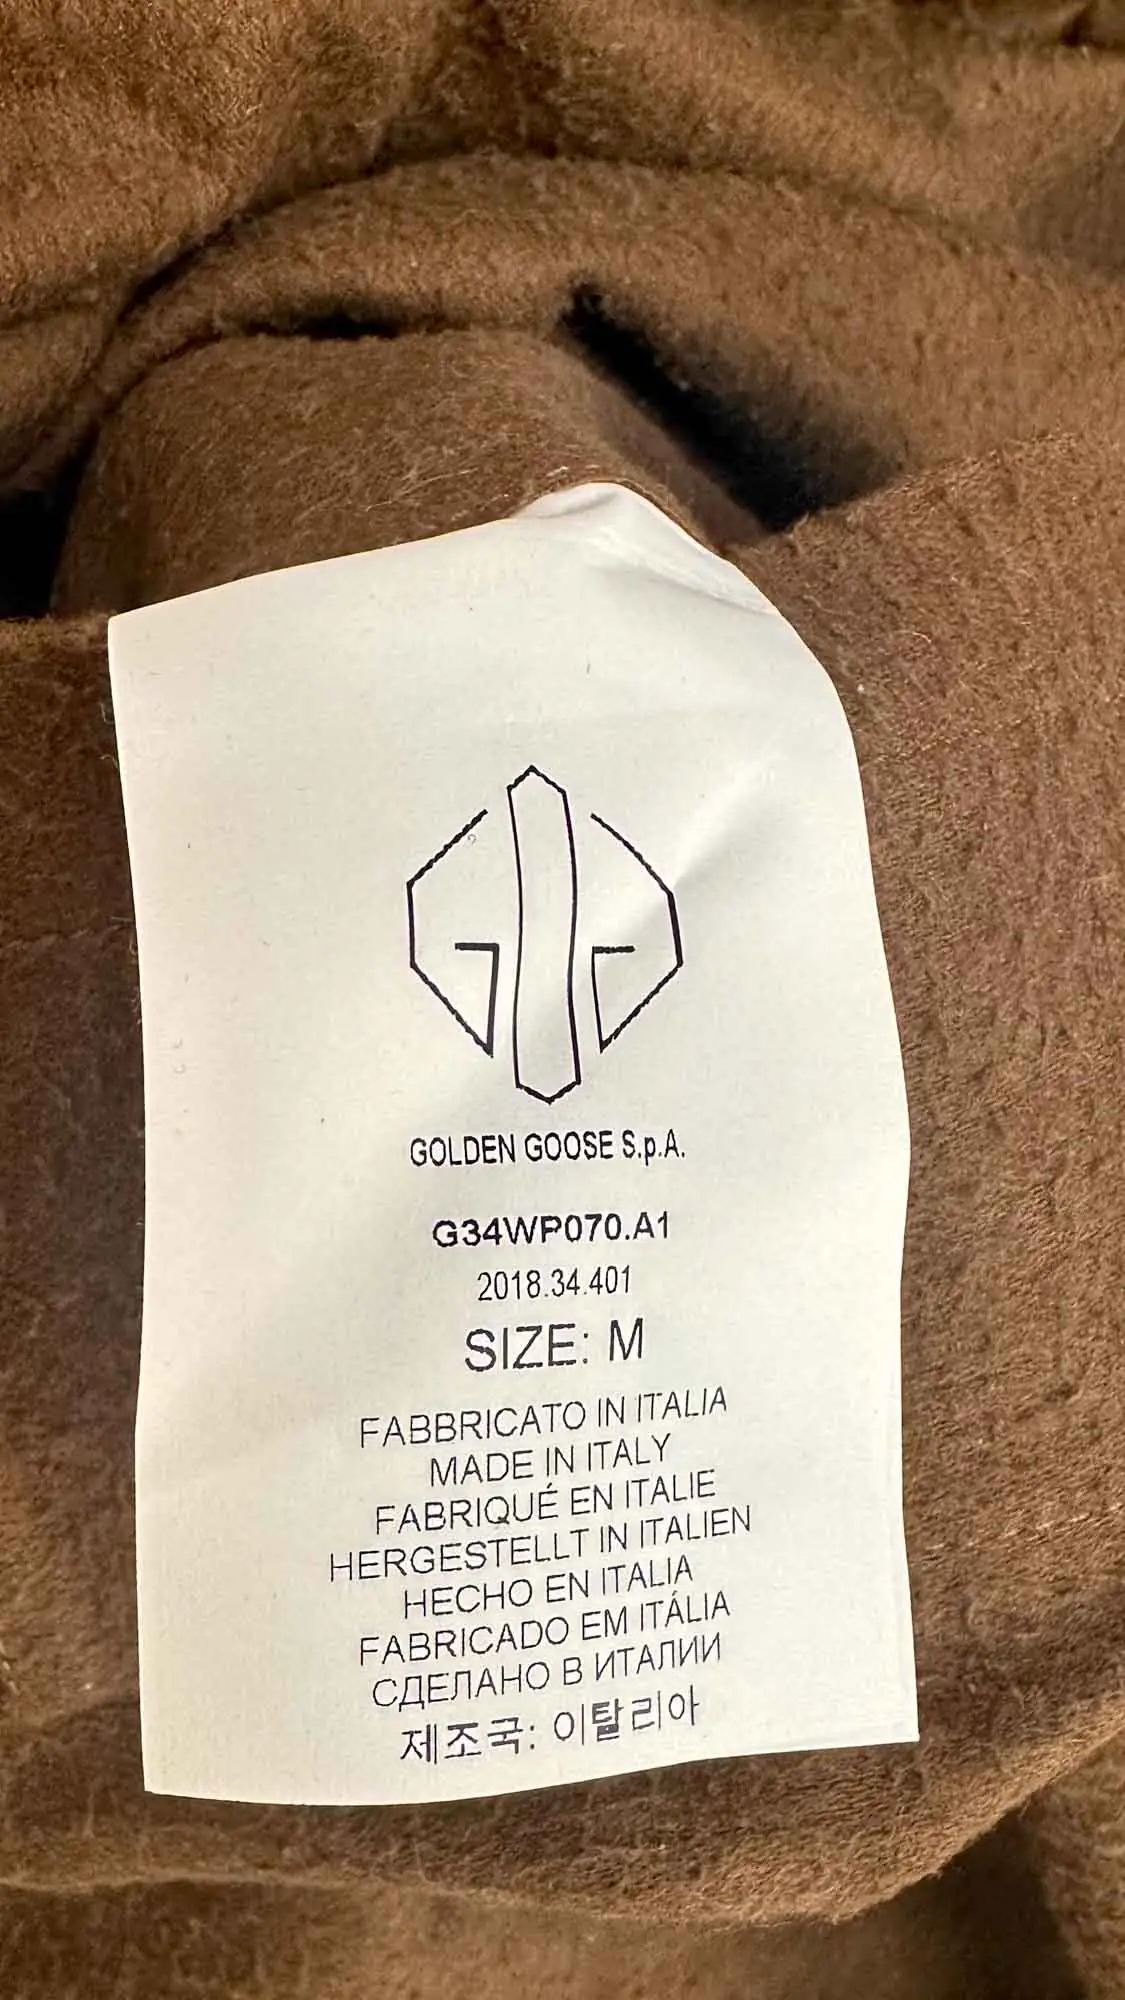 GOLDEN GOOSE S.p.A.
G34WP070.A1
2018.34.401
SIZE: M
FABBRICATO IN ITALIA
MADE IN ITALY
FABRIQUÉ EN ITALIE
HERGESTELLT IN ITALIEN
HECHO EN ITALIA
FABRICADO EM ITÁLIA
СДЕЛАНО В ИТАЛИИ
제조국: 이탈리아